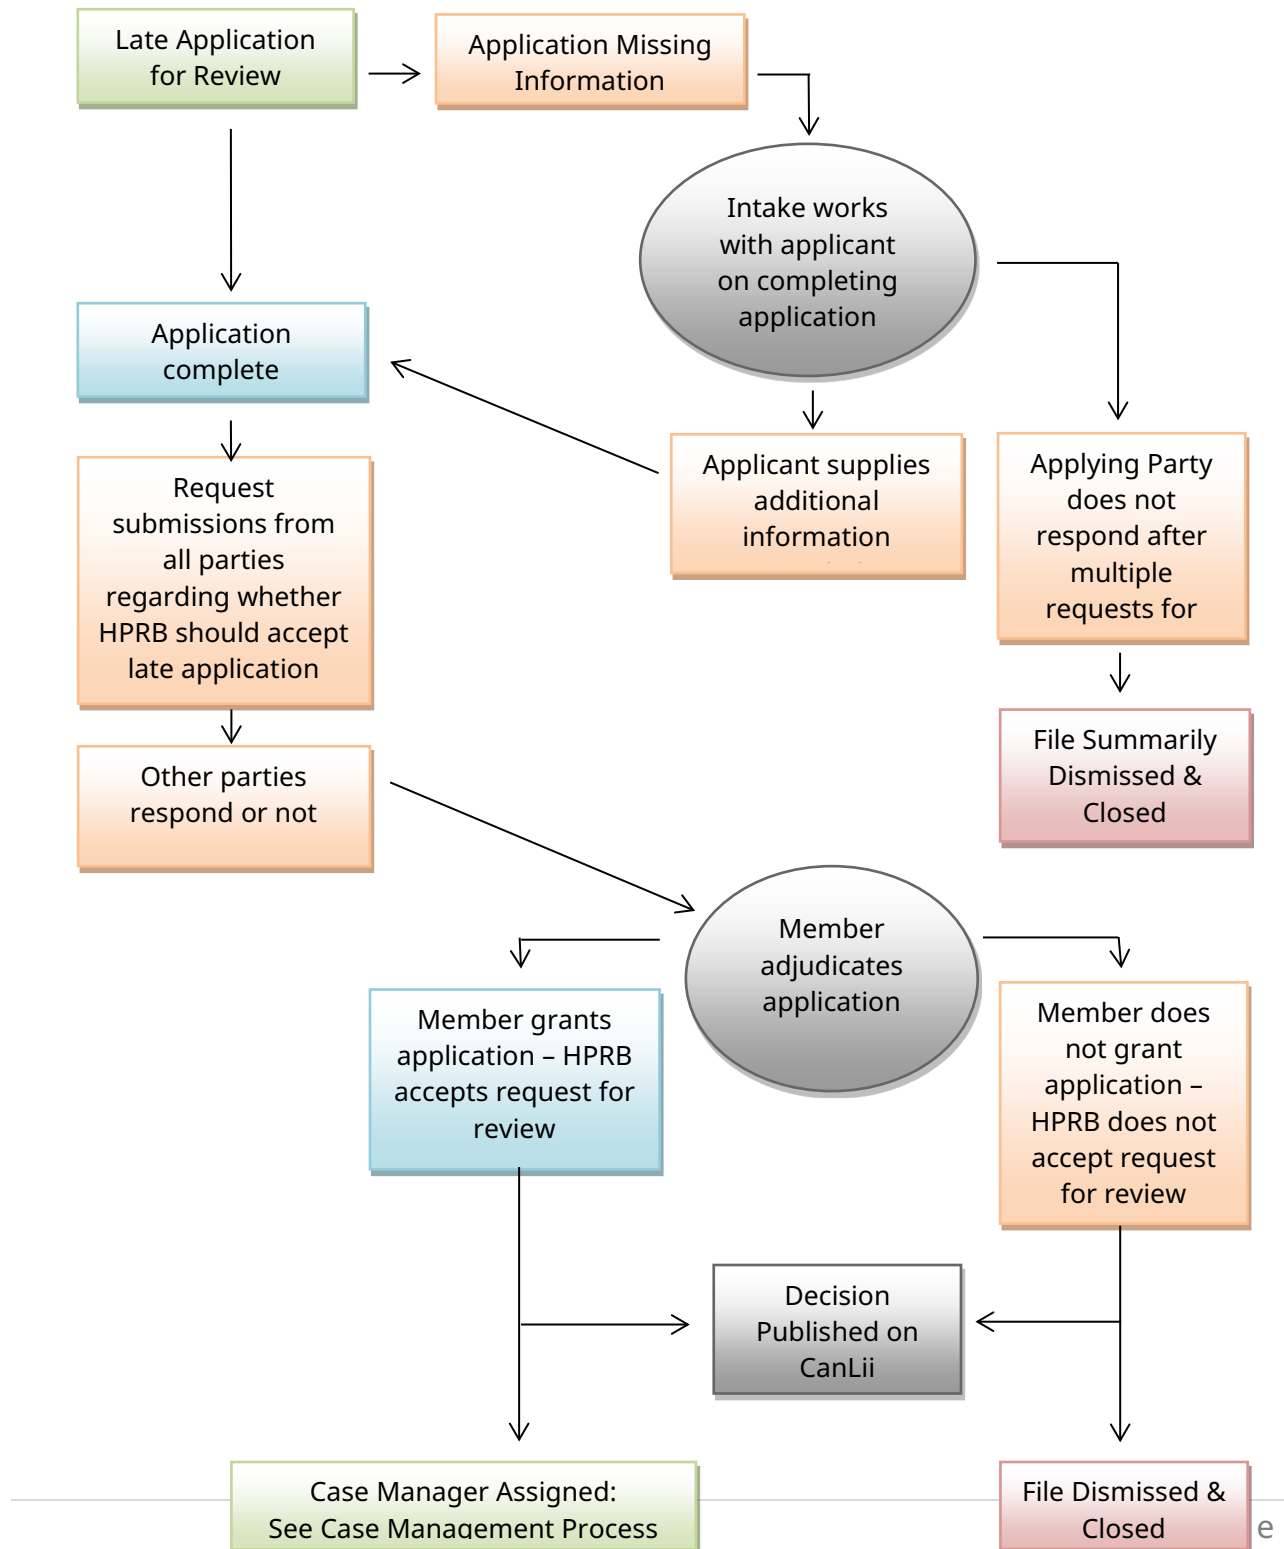 Late Application
for Review
Application Missing
Information
Intake works
with applicant
on completing
application
Application
complete
Applicant supplies
additional
information
Applying Party
does not
respond after
multiple
requests for
Request
submissions from
all parties
regarding whether
HPRB should accept
late application
File Summarily
Dismissed &
Closed
Other parties
respond or not
Member
adjudicates
application
Member grants
application – HPRB
accepts request for
review
Member does
not grant
application –
HPRB does not
accept request
for review
Decision
Published on
CanLii
Case Manager Assigned:
See Case Management Process
File Dismissed &
Closed
e